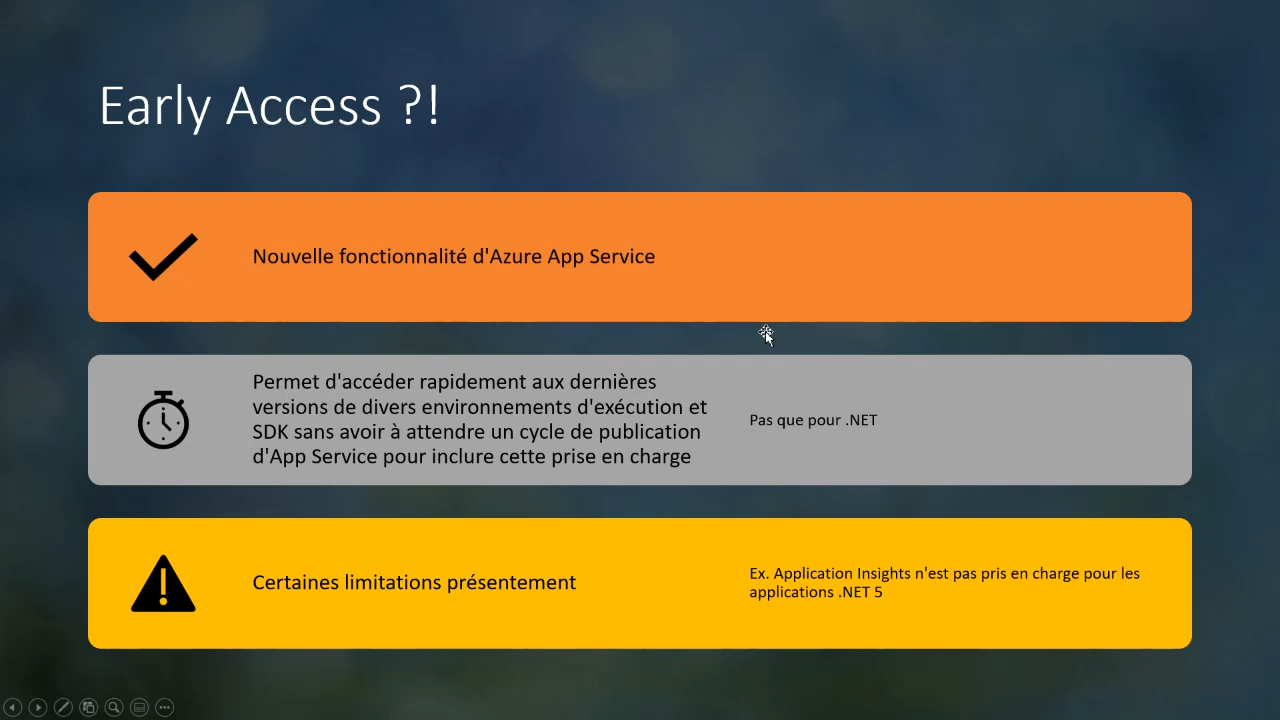 Early Access ?!
Nouvelle fonctionnalité d'Azure App Service
Permet d'accéder rapidement aux dernières
versions de divers environnements d'exécution et
SDK sans avoir à attendre un cycle de publication
d'App Service pour inclure cette prise en charge
Pas que pour .NET
Certaines limitations présentement
Ex. Application Insights n'est pas pris en charge pour les
applications .NET 5